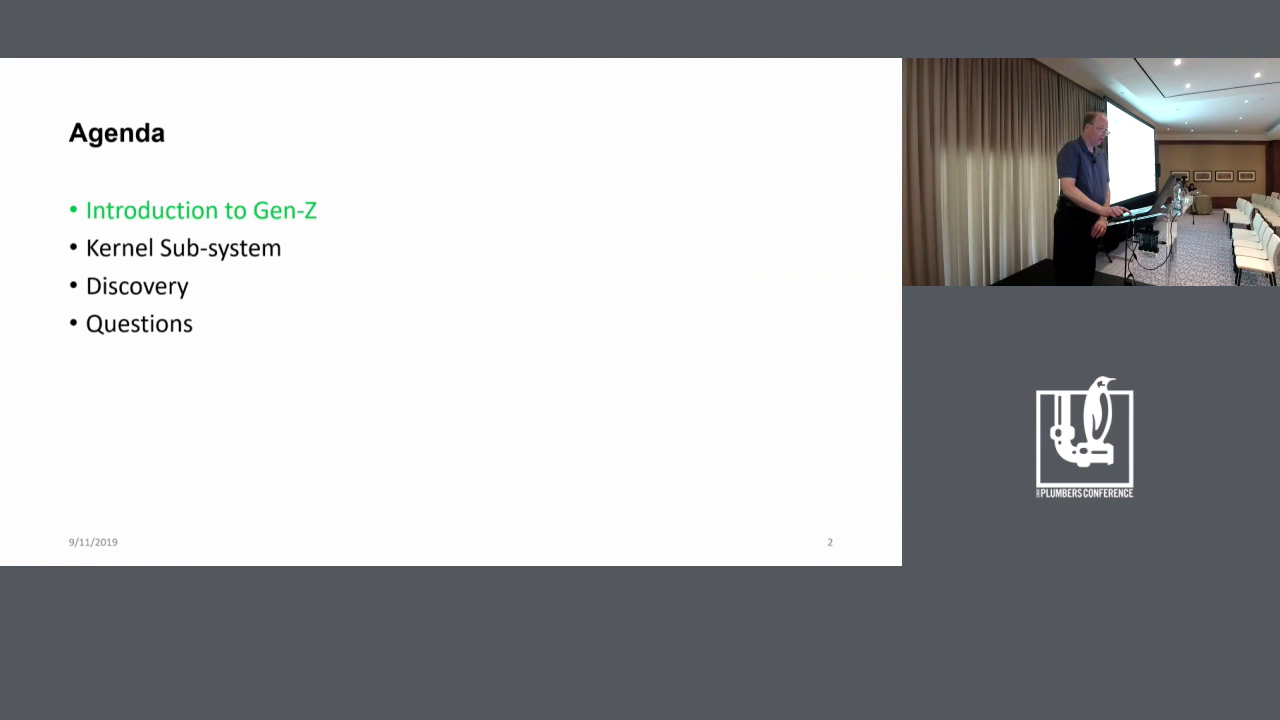 Agenda
• Introduction to Gen-Z
• Kernel Sub-system
• Discovery
• Questions
9/11/2019
2
PLUMBERS CONFERENCE